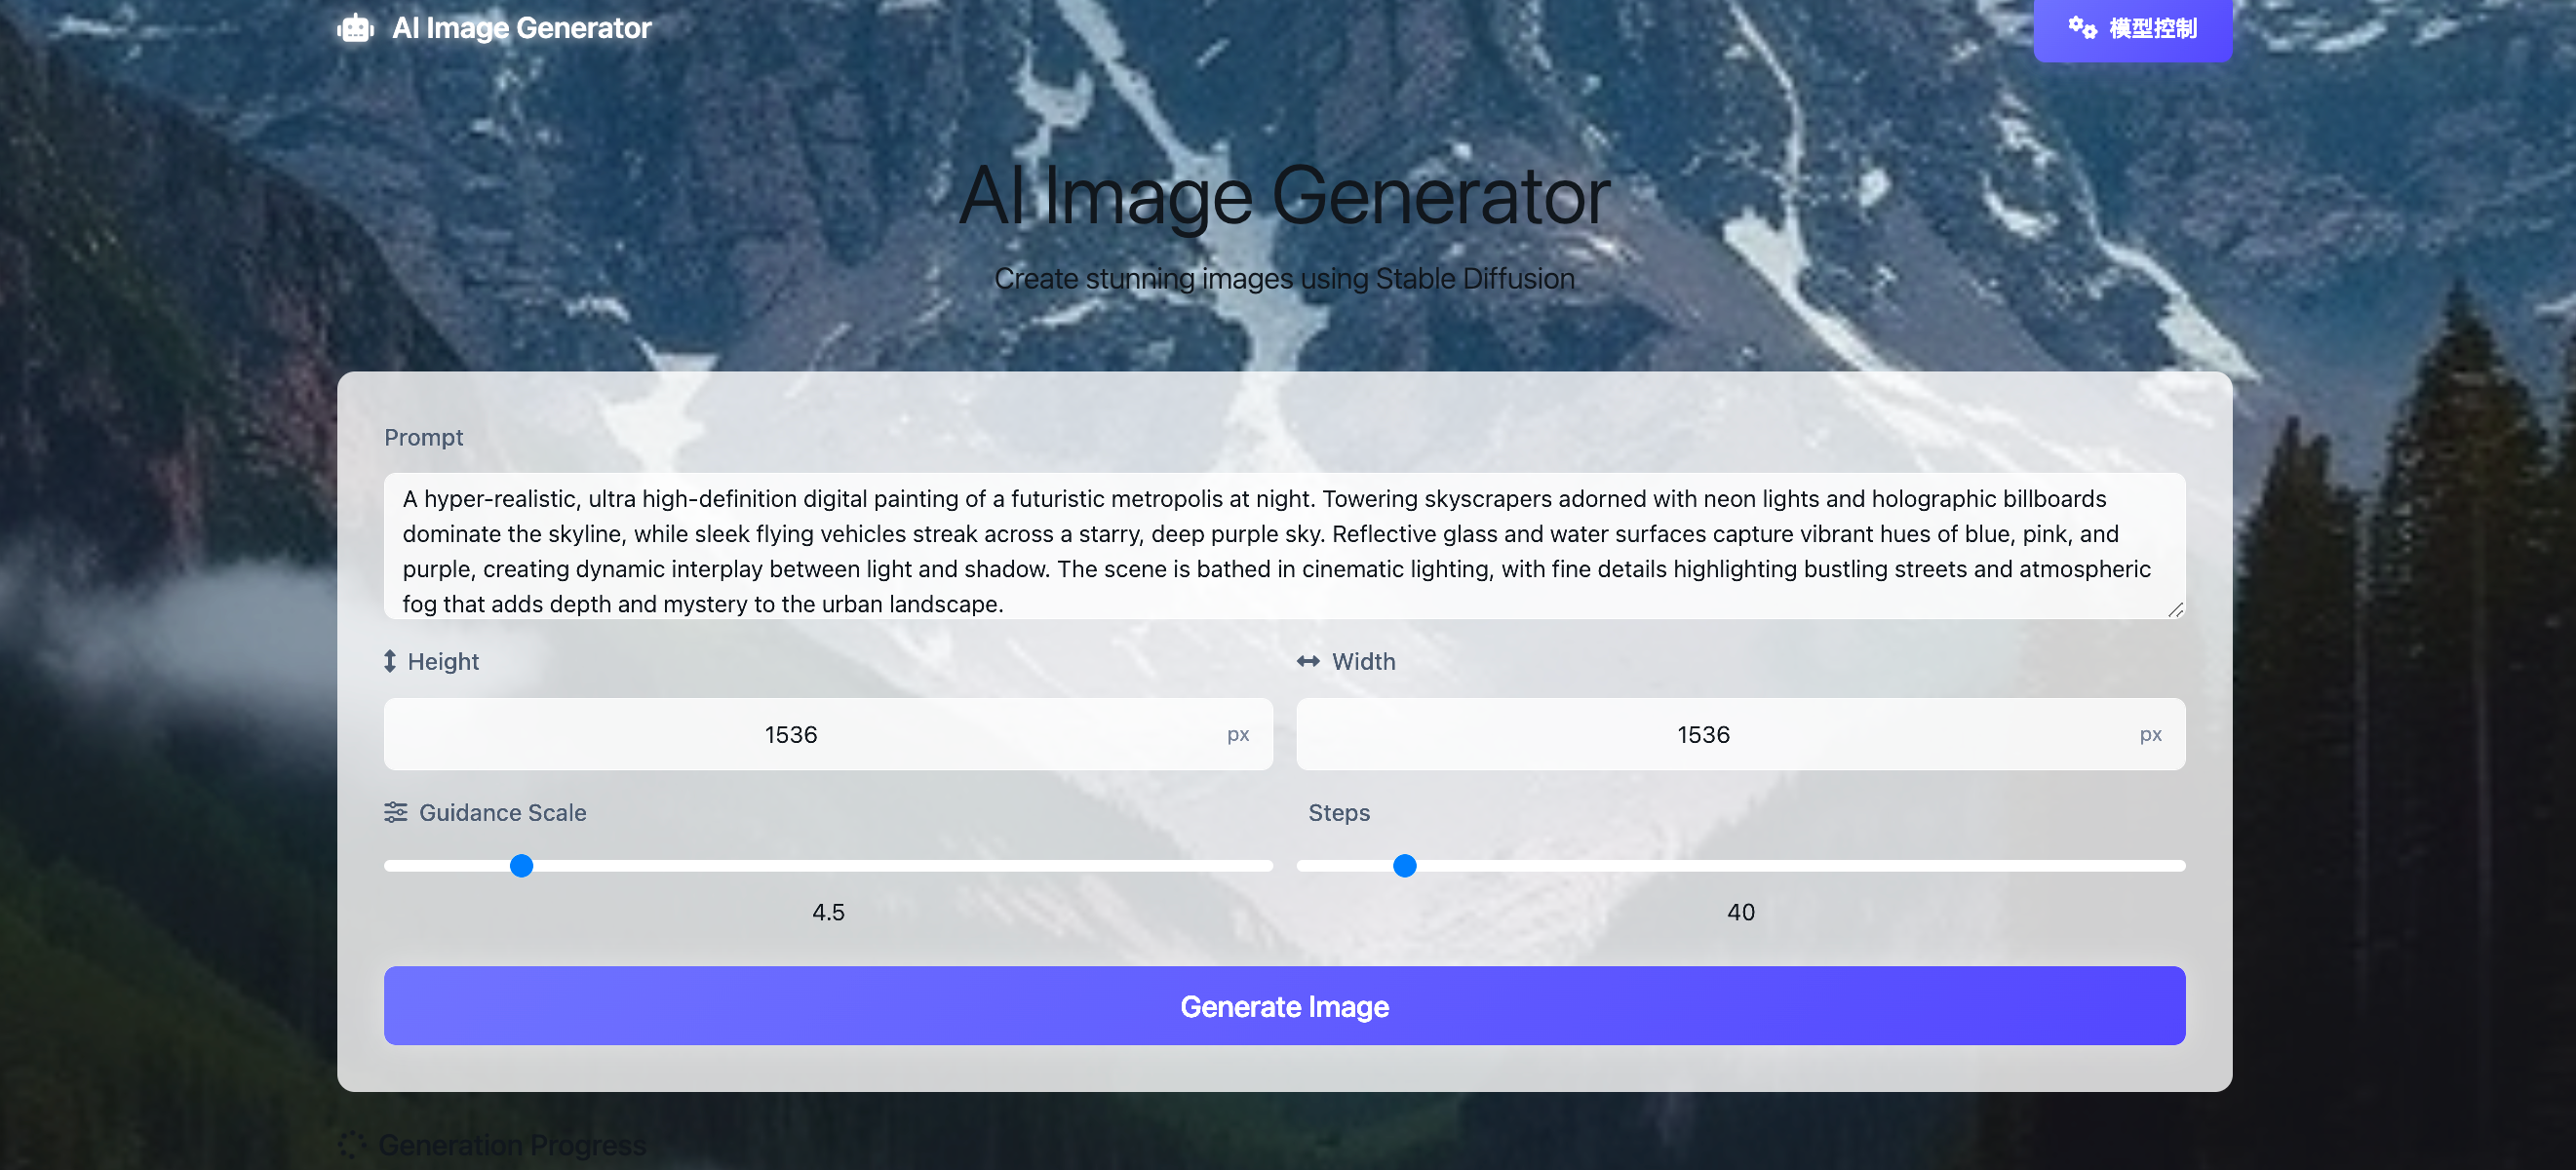 AI Image Generator
模型控制
AI Image Generator
Create stunning images using Stable Diffusion
Prompt
A hyper-realistic, ultra high-definition digital painting of a futuristic metropolis at night. Towering skyscrapers adorned with neon lights and holographic billboards
dominate the skyline, while sleek flying vehicles streak across a starry, deep purple sky. Reflective glass and water surfaces capture vibrant hues of blue, pink, and
purple, creating dynamic interplay between light and shadow. The scene is bathed in cinematic lighting, with fine details highlighting bustling streets and atmospheric
fog that adds depth and mystery to the urban landscape.
Height
Width
1536 px
1536 px
Guidance Scale
Steps
4.5
40
Generate Image
Generation Progress